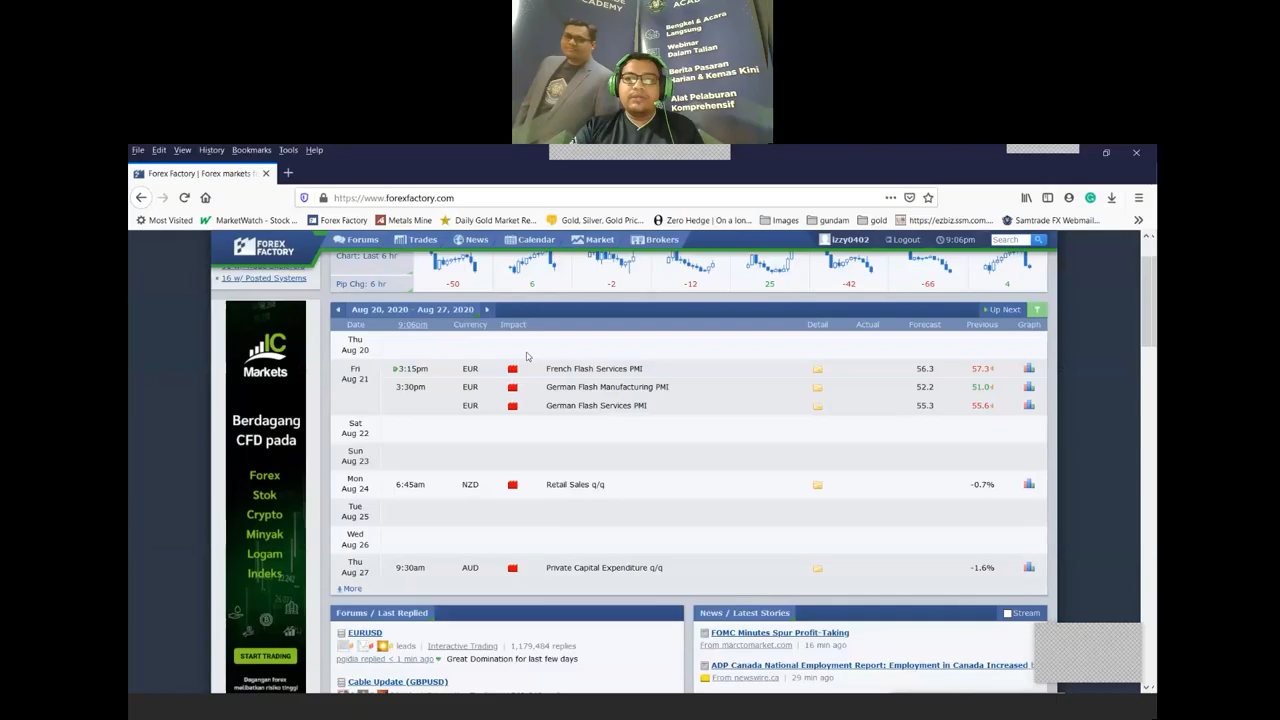 ACADEMY
Bengkel & Acara
Langsung
Webinar
Dalam Talian
Berita Pasaran
Harian & Kemas Kini
Alat Pelaburan
Komprehensif
File Edit View History Bookmarks Tools Help
Forex Factory | Forex markets f
https://www.forexfactory.com
Most Visited MarketWatch - Stock ... Forex Factory Metals Mine Daily Gold Market Re... Gold, Silver, Gold Pric... Zero Hedge | On a lon... Images gundam gold https://ezbiz.ssm.com.... Samtrade FX Webmail...
FOREX FACTORY Forums Trades News Calendar Market Brokers izzy0402 Logout 9:06pm Search
16 w/ Posted Systems
Chart: Last 6 hr
Pip Chg: 6 hr -50 6 -2 -12 25 -42 -66 4
Aug 20, 2020 - Aug 27, 2020 Up Next
Date 9:06pm Currency Impact Detail Actual Forecast Previous Graph
Thu
Aug 20
Fri
Aug 21
3:15pm EUR French Flash Services PMI 56.3 57.3
3:30pm EUR German Flash Manufacturing PMI 52.2 51.0
EUR German Flash Services PMI 55.3 55.6
Sat
Aug 22
Sun
Aug 23
Mon
Aug 24
6:45am NZD Retail Sales q/q -0.7%
Tue
Aug 25
Wed
Aug 26
Thu
Aug 27
9:30am AUD Private Capital Expenditure q/q -1.6%
More
IC
Markets
Berdagang
CFD pada
Forex
Stok
Crypto
Minyak
Logam
Indeks
START TRADING
Dagangan forex
melibatkan risiko tinggi
Forums / Last Replied
EURUSD
leads | Interactive Trading | 1,179,484 replies
pgidia replied < 1 min ago Great Domination for last few days
Cable Update (GBPUSD)
News / Latest Stories Stream
FOMC Minutes Spur Profit-Taking
From marctomarket.com | 16 min ago
ADP Canada National Employment Report: Employment in Canada Increased
From newswire.ca | 29 min ago